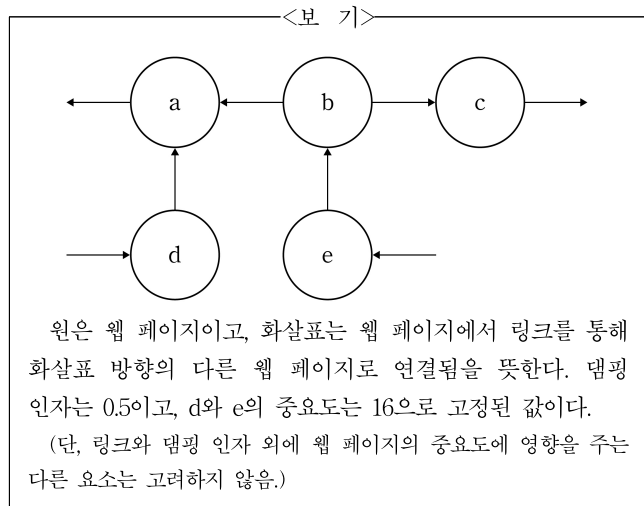 <보 기>
a b c
d e
원은 웹 페이지이고, 화살표는 웹 페이지에서 링크를 통해
화살표 방향의 다른 웹 페이지로 연결됨을 뜻한다. 댐핑
인자는 0.5이고, d와 e의 중요도는 16으로 고정된 값이다.
(단, 링크와 댐핑 인자 외에 웹 페이지의 중요도에 영향을 주는
다른 요소는 고려하지 않음.)